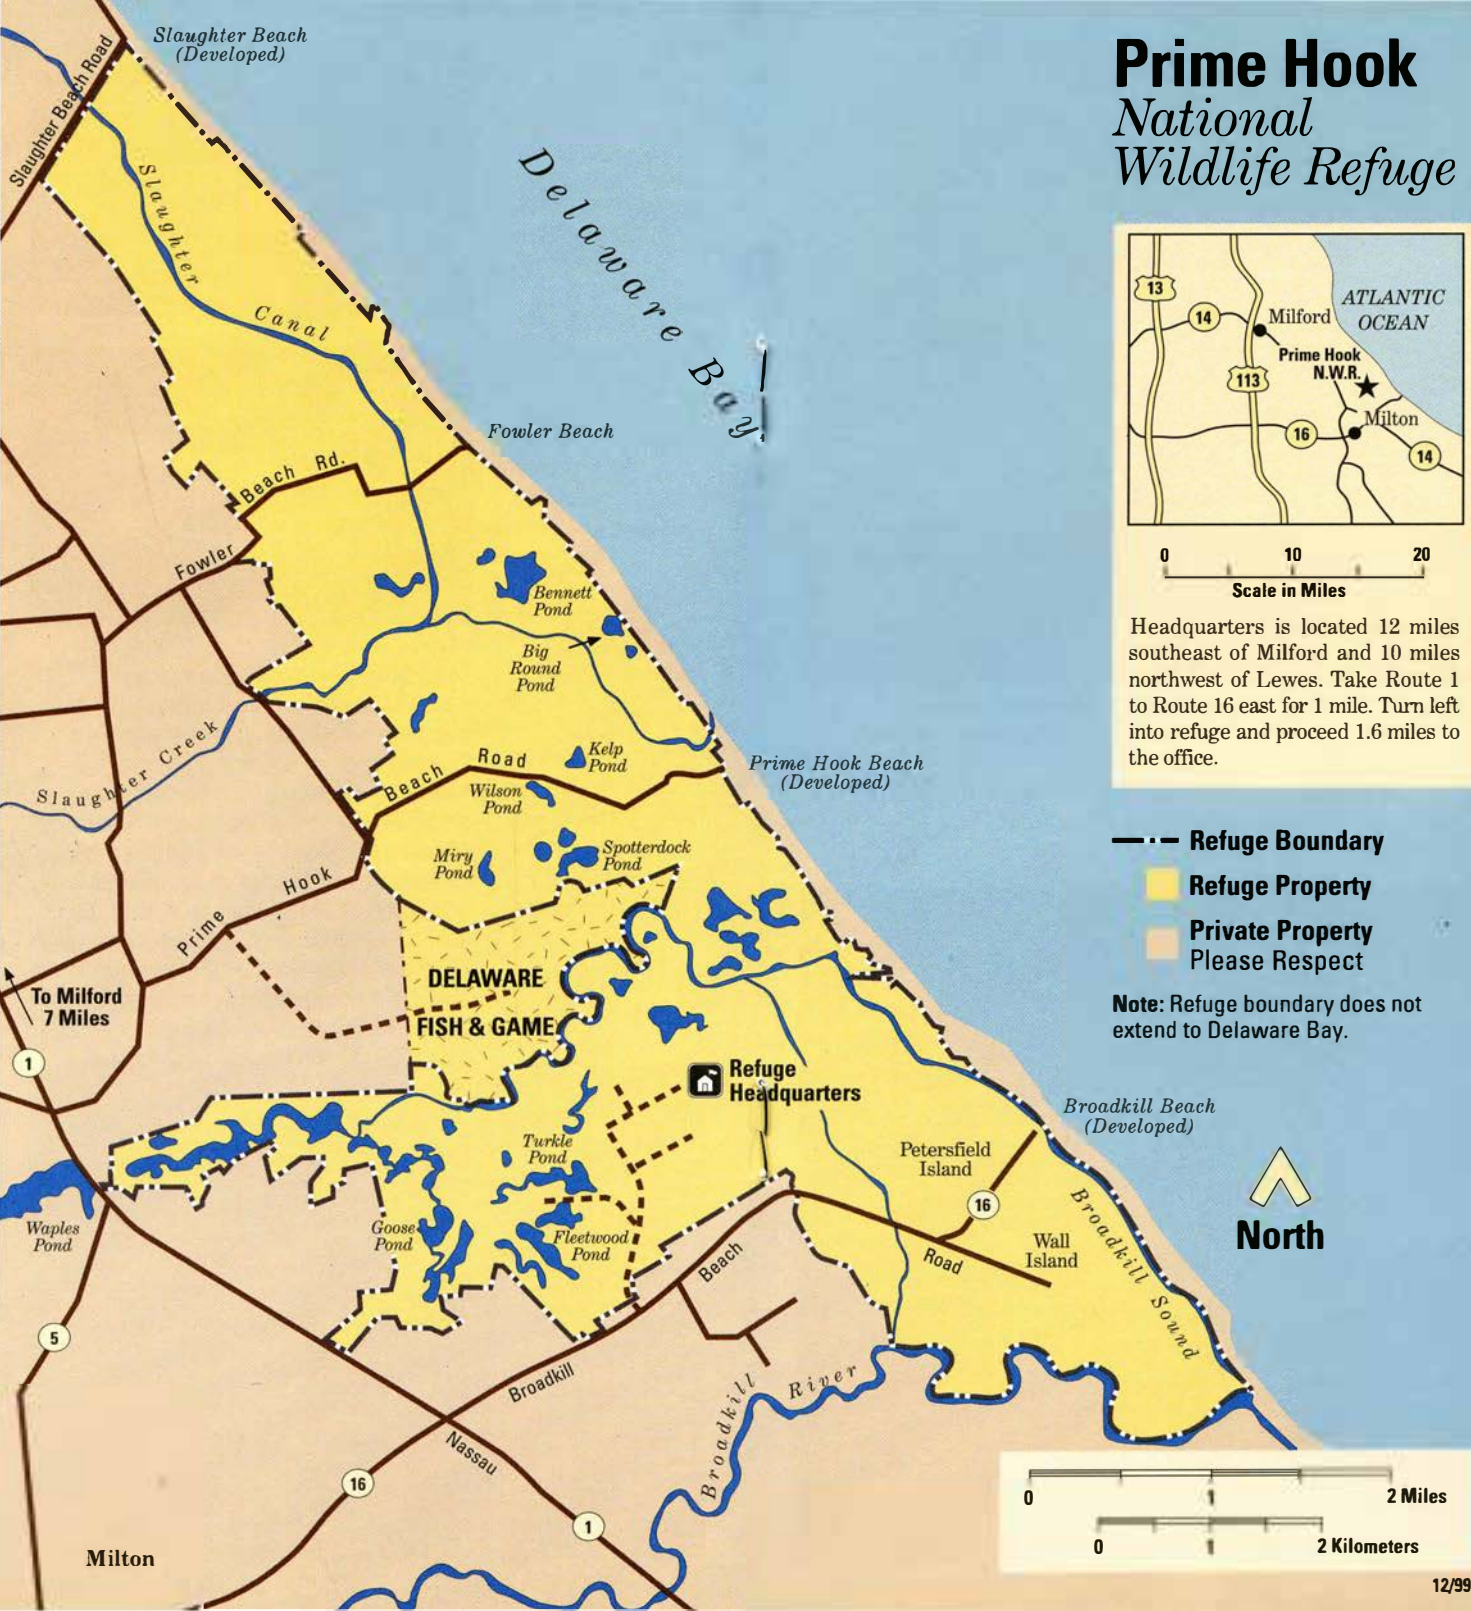 Prime Hook
National
Wildlife Refuge
Slaughter Beach
(Developed)
Slaughter Beach Road
Slaughter
Canal
Delaware Bay
Fowler Beach
Beach Rd.
Fowler
Bennett
Pond
Big
Round
Pond
Slaughter Creek
Kelp
Pond
Beach Road
Wilson
Pond
Prime Hook Beach
(Developed)
Miry
Pond
Spotterdock
Pond
Prime Hook
DELAWARE
FISH & GAME
To Milford
7 Miles
1
Refuge
Headquarters
Turkle
Pond
Petersfield
Island
Broadkill Beach
(Developed)
16
Waples
Pond
Goose
Pond
Fleetwood
Pond
Wall
Island
Road
Beach
Broadkill
Broadkill Sound
5
Broadkill River
Nassau
16
1
Milton
13
14
Milford
ATLANTIC
OCEAN
Prime Hook
N.W.R.
113
Milton
16
14
0 10 20
Scale in Miles
Headquarters is located 12 miles
southeast of Milford and 10 miles
northwest of Lewes. Take Route 1
to Route 16 east for 1 mile. Turn left
into refuge and proceed 1.6 miles to
the office.
Refuge Boundary
Refuge Property
Private Property
Please Respect
Note: Refuge boundary does not
extend to Delaware Bay.
North
0 1 2 Miles
0 1 2 Kilometers
12/99